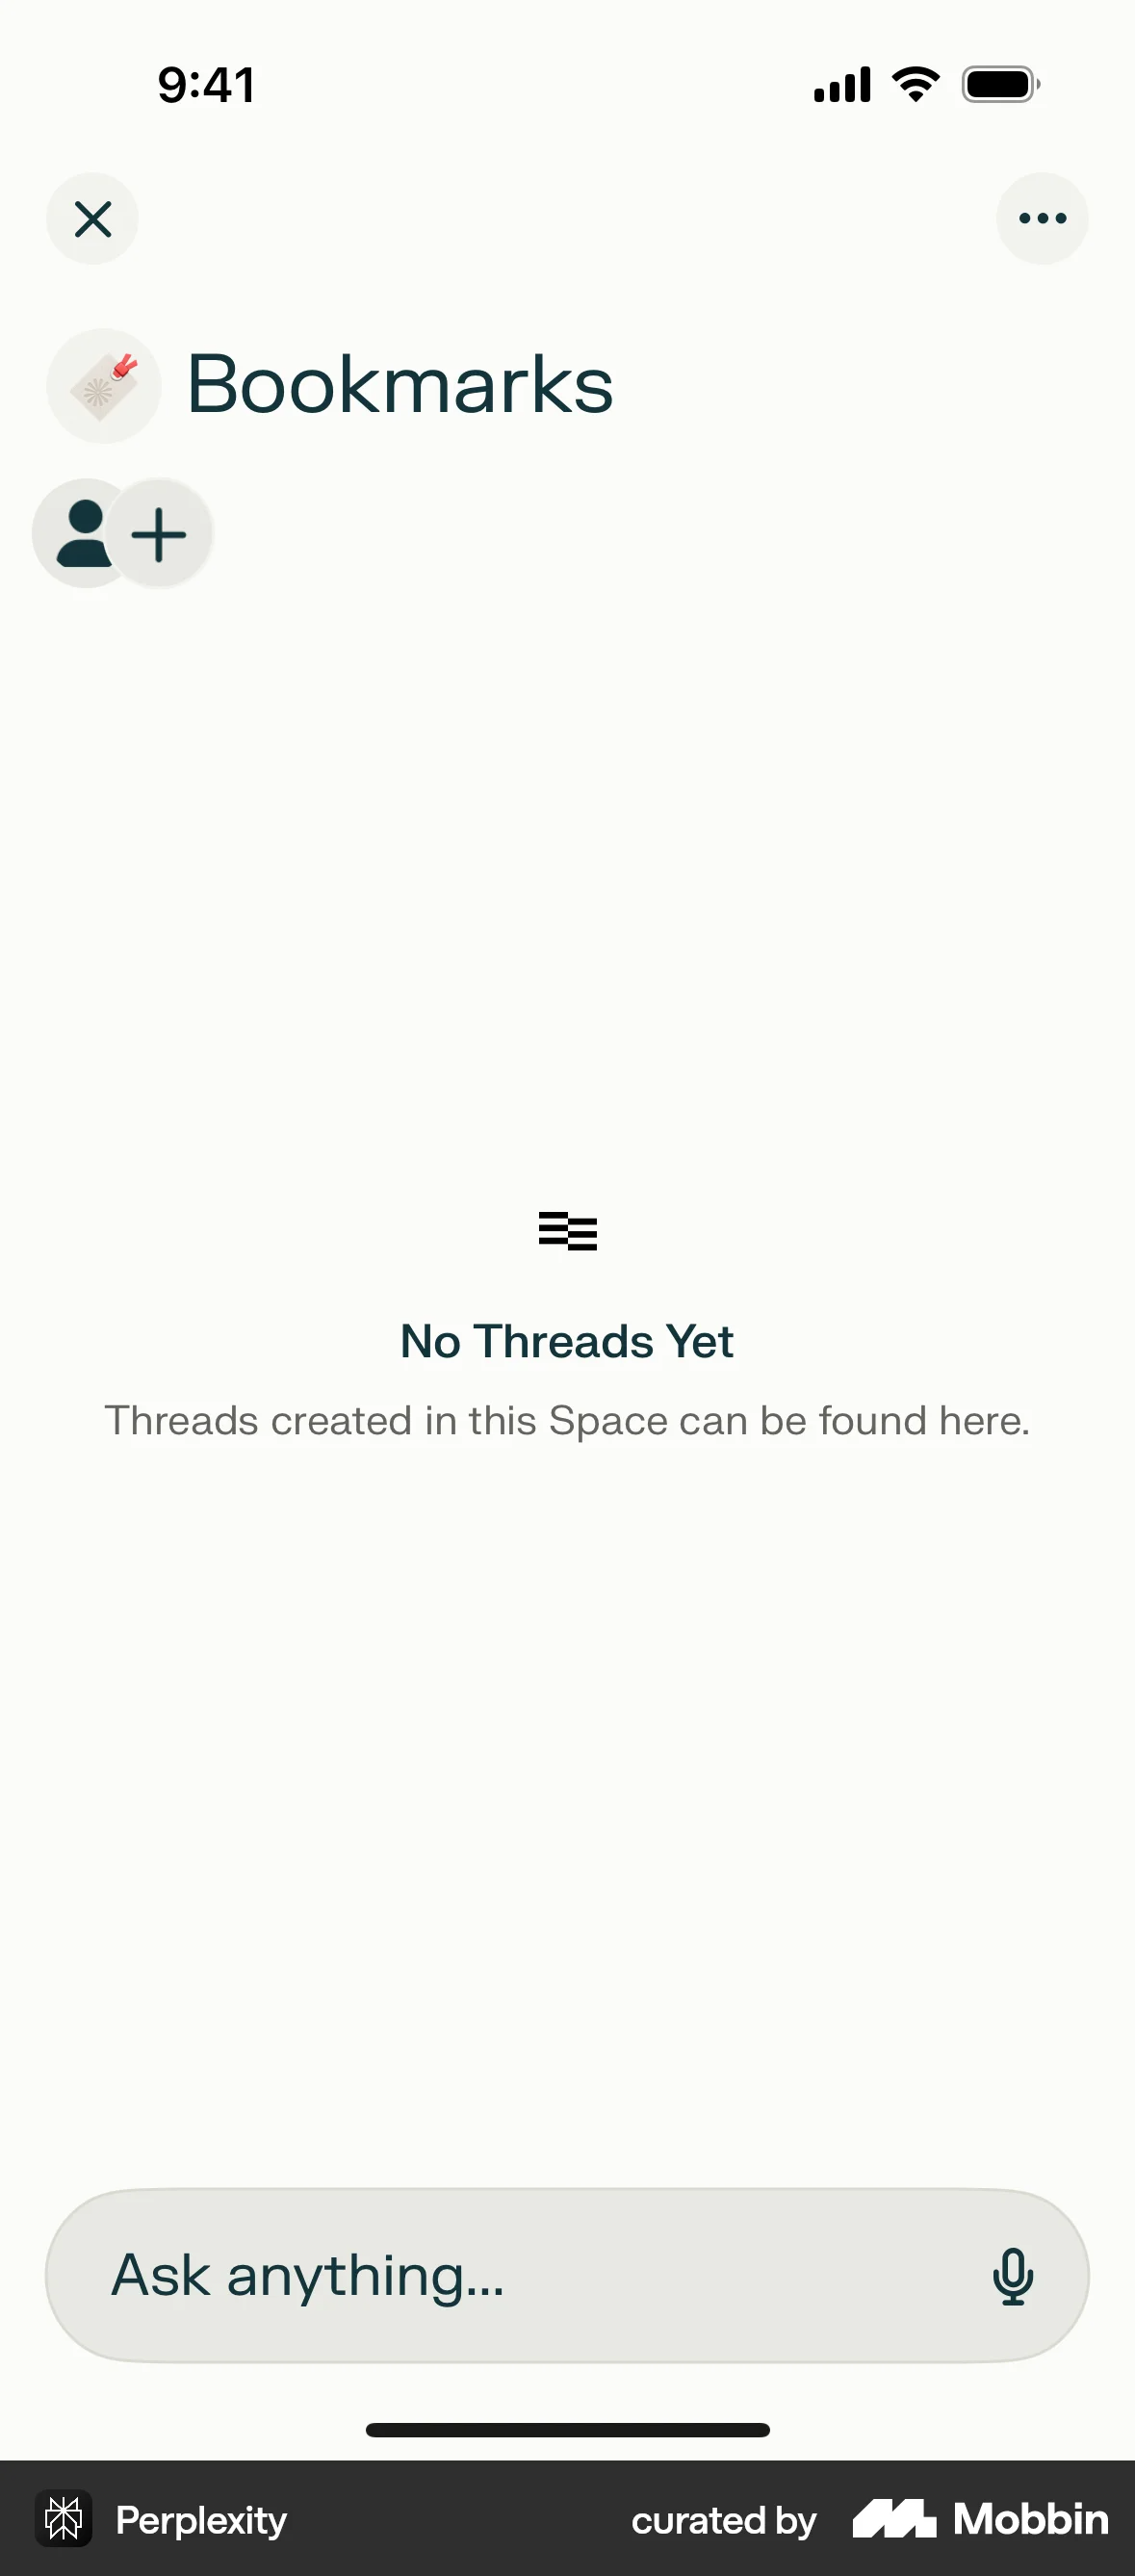 9:41
Bookmarks
No Threads Yet
Threads created in this Space can be found here.
Ask anything...
Perplexity
curated by Mobbin